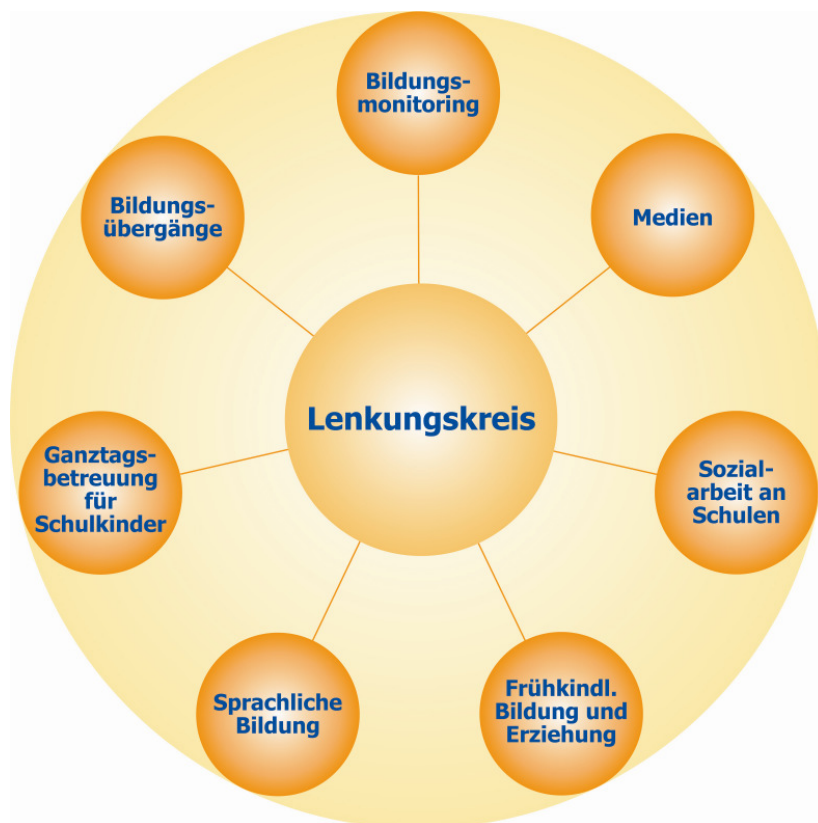 Bildungs-
monitoring
Medien
Sozial-
arbeit an
Schulen
Frühkindl.
Bildung und
Erziehung
Sprachliche
Bildung
Ganztags-
betreuung
für
Schulkinder
Bildungs-
übergänge
Lenkungskreis